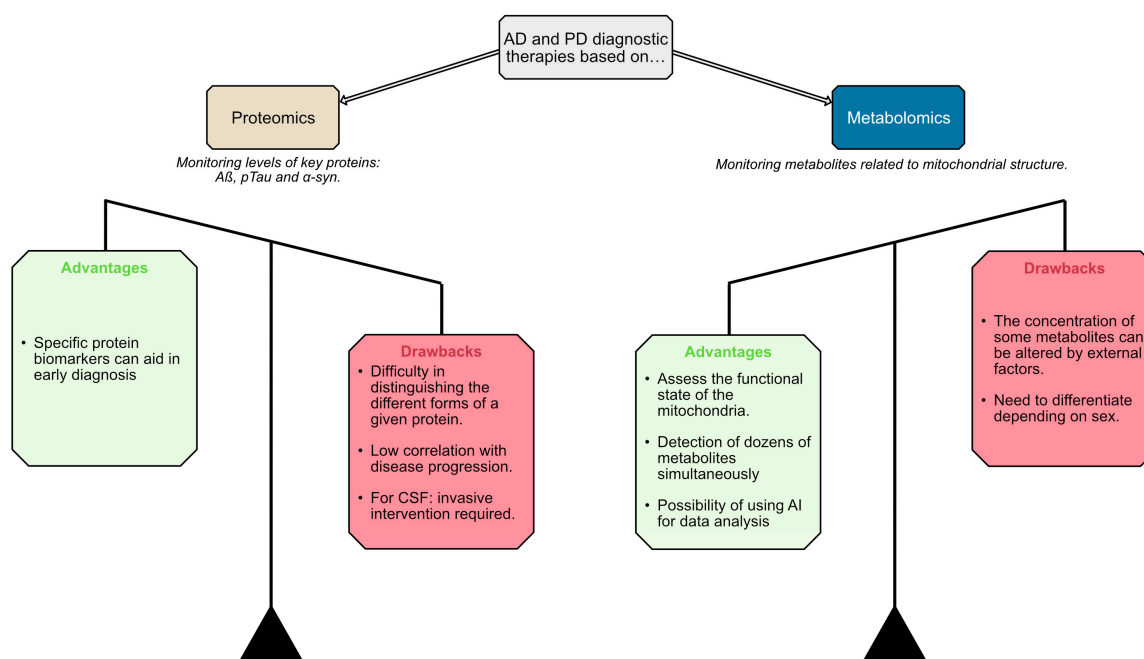 AD and PD diagnostic
therapies based on…
Proteomics
Monitoring levels of key proteins:
Aß, pTau and α-syn.
Metabolomics
Monitoring metabolites related to mitochondrial structure.
Advantages
• Specific protein
biomarkers can aid in
early diagnosis
Drawbacks
• Difficulty in
distinguishing the
different forms of a
given protein.
• Low correlation with
disease progression.
• For CSF: invasive
intervention required.
Advantages
• Assess the functional
state of the
mitochondria.
• Detection of dozens of
metabolites
simultaneously
• Possibility of using AI
for data analysis
Drawbacks
• The concentration of
some metabolites can
be altered by external
factors.
• Need to differentiate
depending on sex.